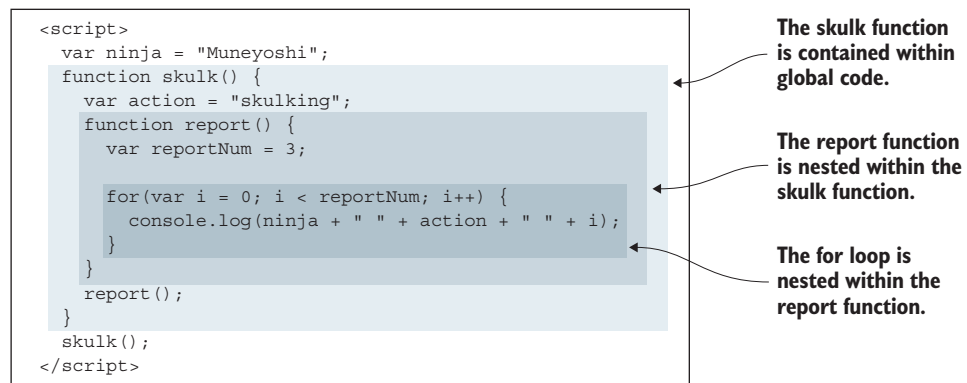 <script>
var ninja = "Muneyoshi";
function skulk() {
var action = "skulking";
function report() {
var reportNum = 3;
for(var i = 0; i < reportNum; i++) {
console.log(ninja + " " + action + " " + i);
}
}
report();
}
skulk();
</script>
The skulk function
is contained within
global code.
The report function
is nested within the
skulk function.
The for loop is
nested within the
report function.